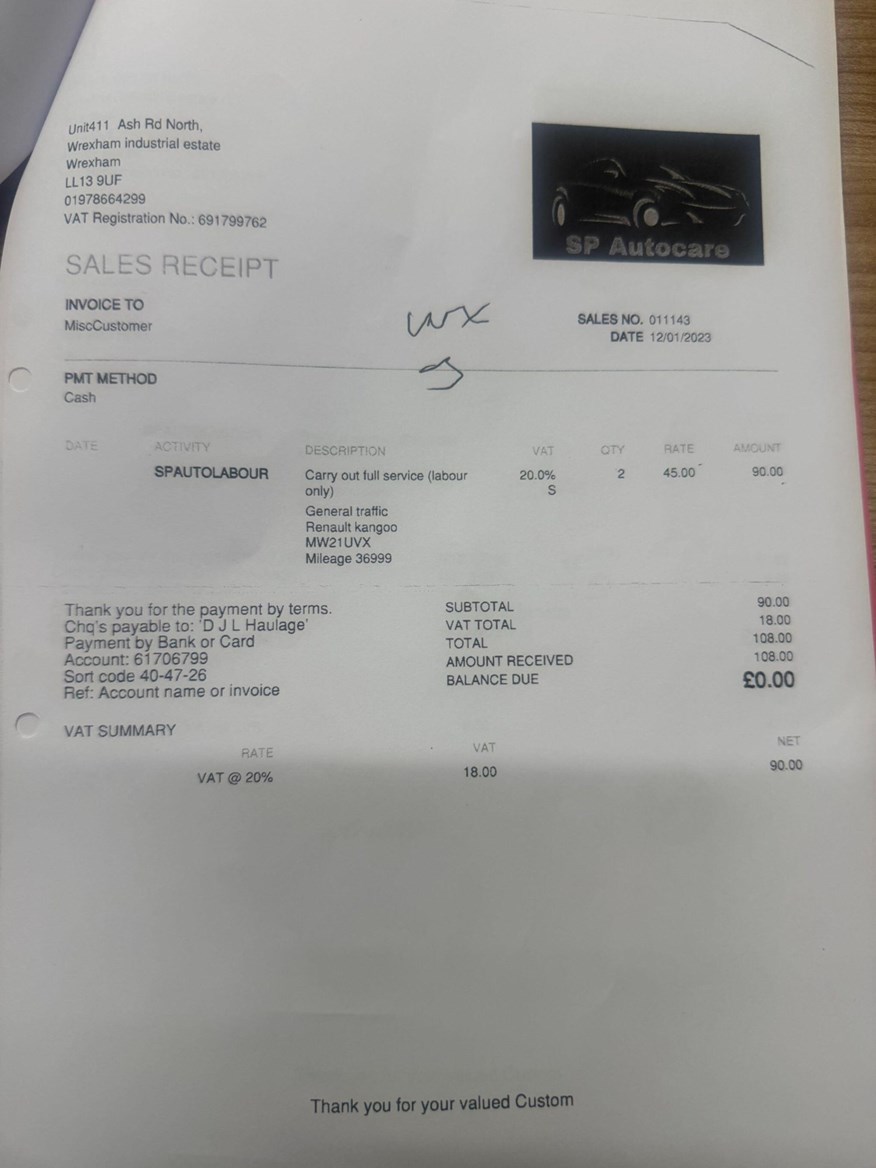 Unit411 Ash Rd North,
Wrexham industrial estate
Wrexham
LL13 9UF
01978664299
VAT Registration No.: 691799762
SP Autocare
SALES RECEIPT
INVOICE TO
MiscCustomer
SALES NO. 011143
DATE 12/01/2023
PMT METHOD
Cash
DATE ACTIVITY DESCRIPTION VAT QTY RATE AMOUNT
SPAUTOLABOUR Carry out full service (labour 20.0% 2 45.00 90.00
only) S
General traffic
Renault kangoo
MW21UVX
Mileage 36999
Thank you for the payment by terms.
Chq's payable to: 'D J L Haulage'
Payment by Bank or Card
Account: 61706799
Sort code 40-47-26
Ref: Account name or invoice
SUBTOTAL 90.00
VAT TOTAL 18.00
TOTAL 108.00
AMOUNT RECEIVED 108.00
BALANCE DUE £0.00
VAT SUMMARY
RATE VAT NET
VAT @ 20% 18.00 90.00
Thank you for your valued Custom